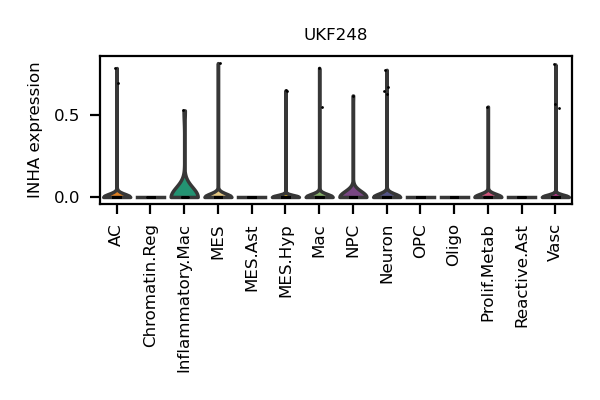 UKF248
INHA expression
0.5
0.0
AC
Chromatin.Reg
Inflammatory.Mac
MES
MES.Ast
MES.Hyp
Mac
NPC
Neuron
OPC
Oligo
Prolif.Metab
Reactive.Ast
Vasc